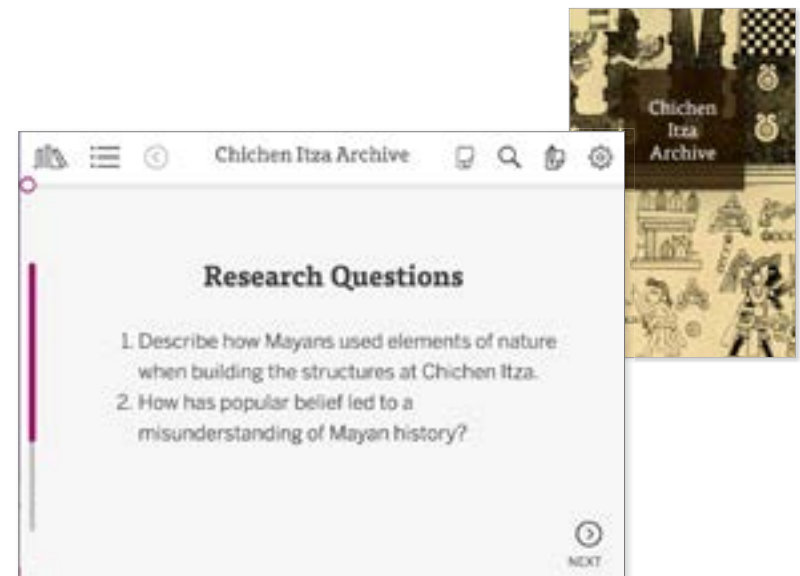 Chichen
Itza
Archive
Chichen Itza Archive
Research Questions
1. Describe how Mayans used elements of nature
when building the structures at Chichen Itza.
2. How has popular belief led to a
misunderstanding of Mayan history?
NEXT